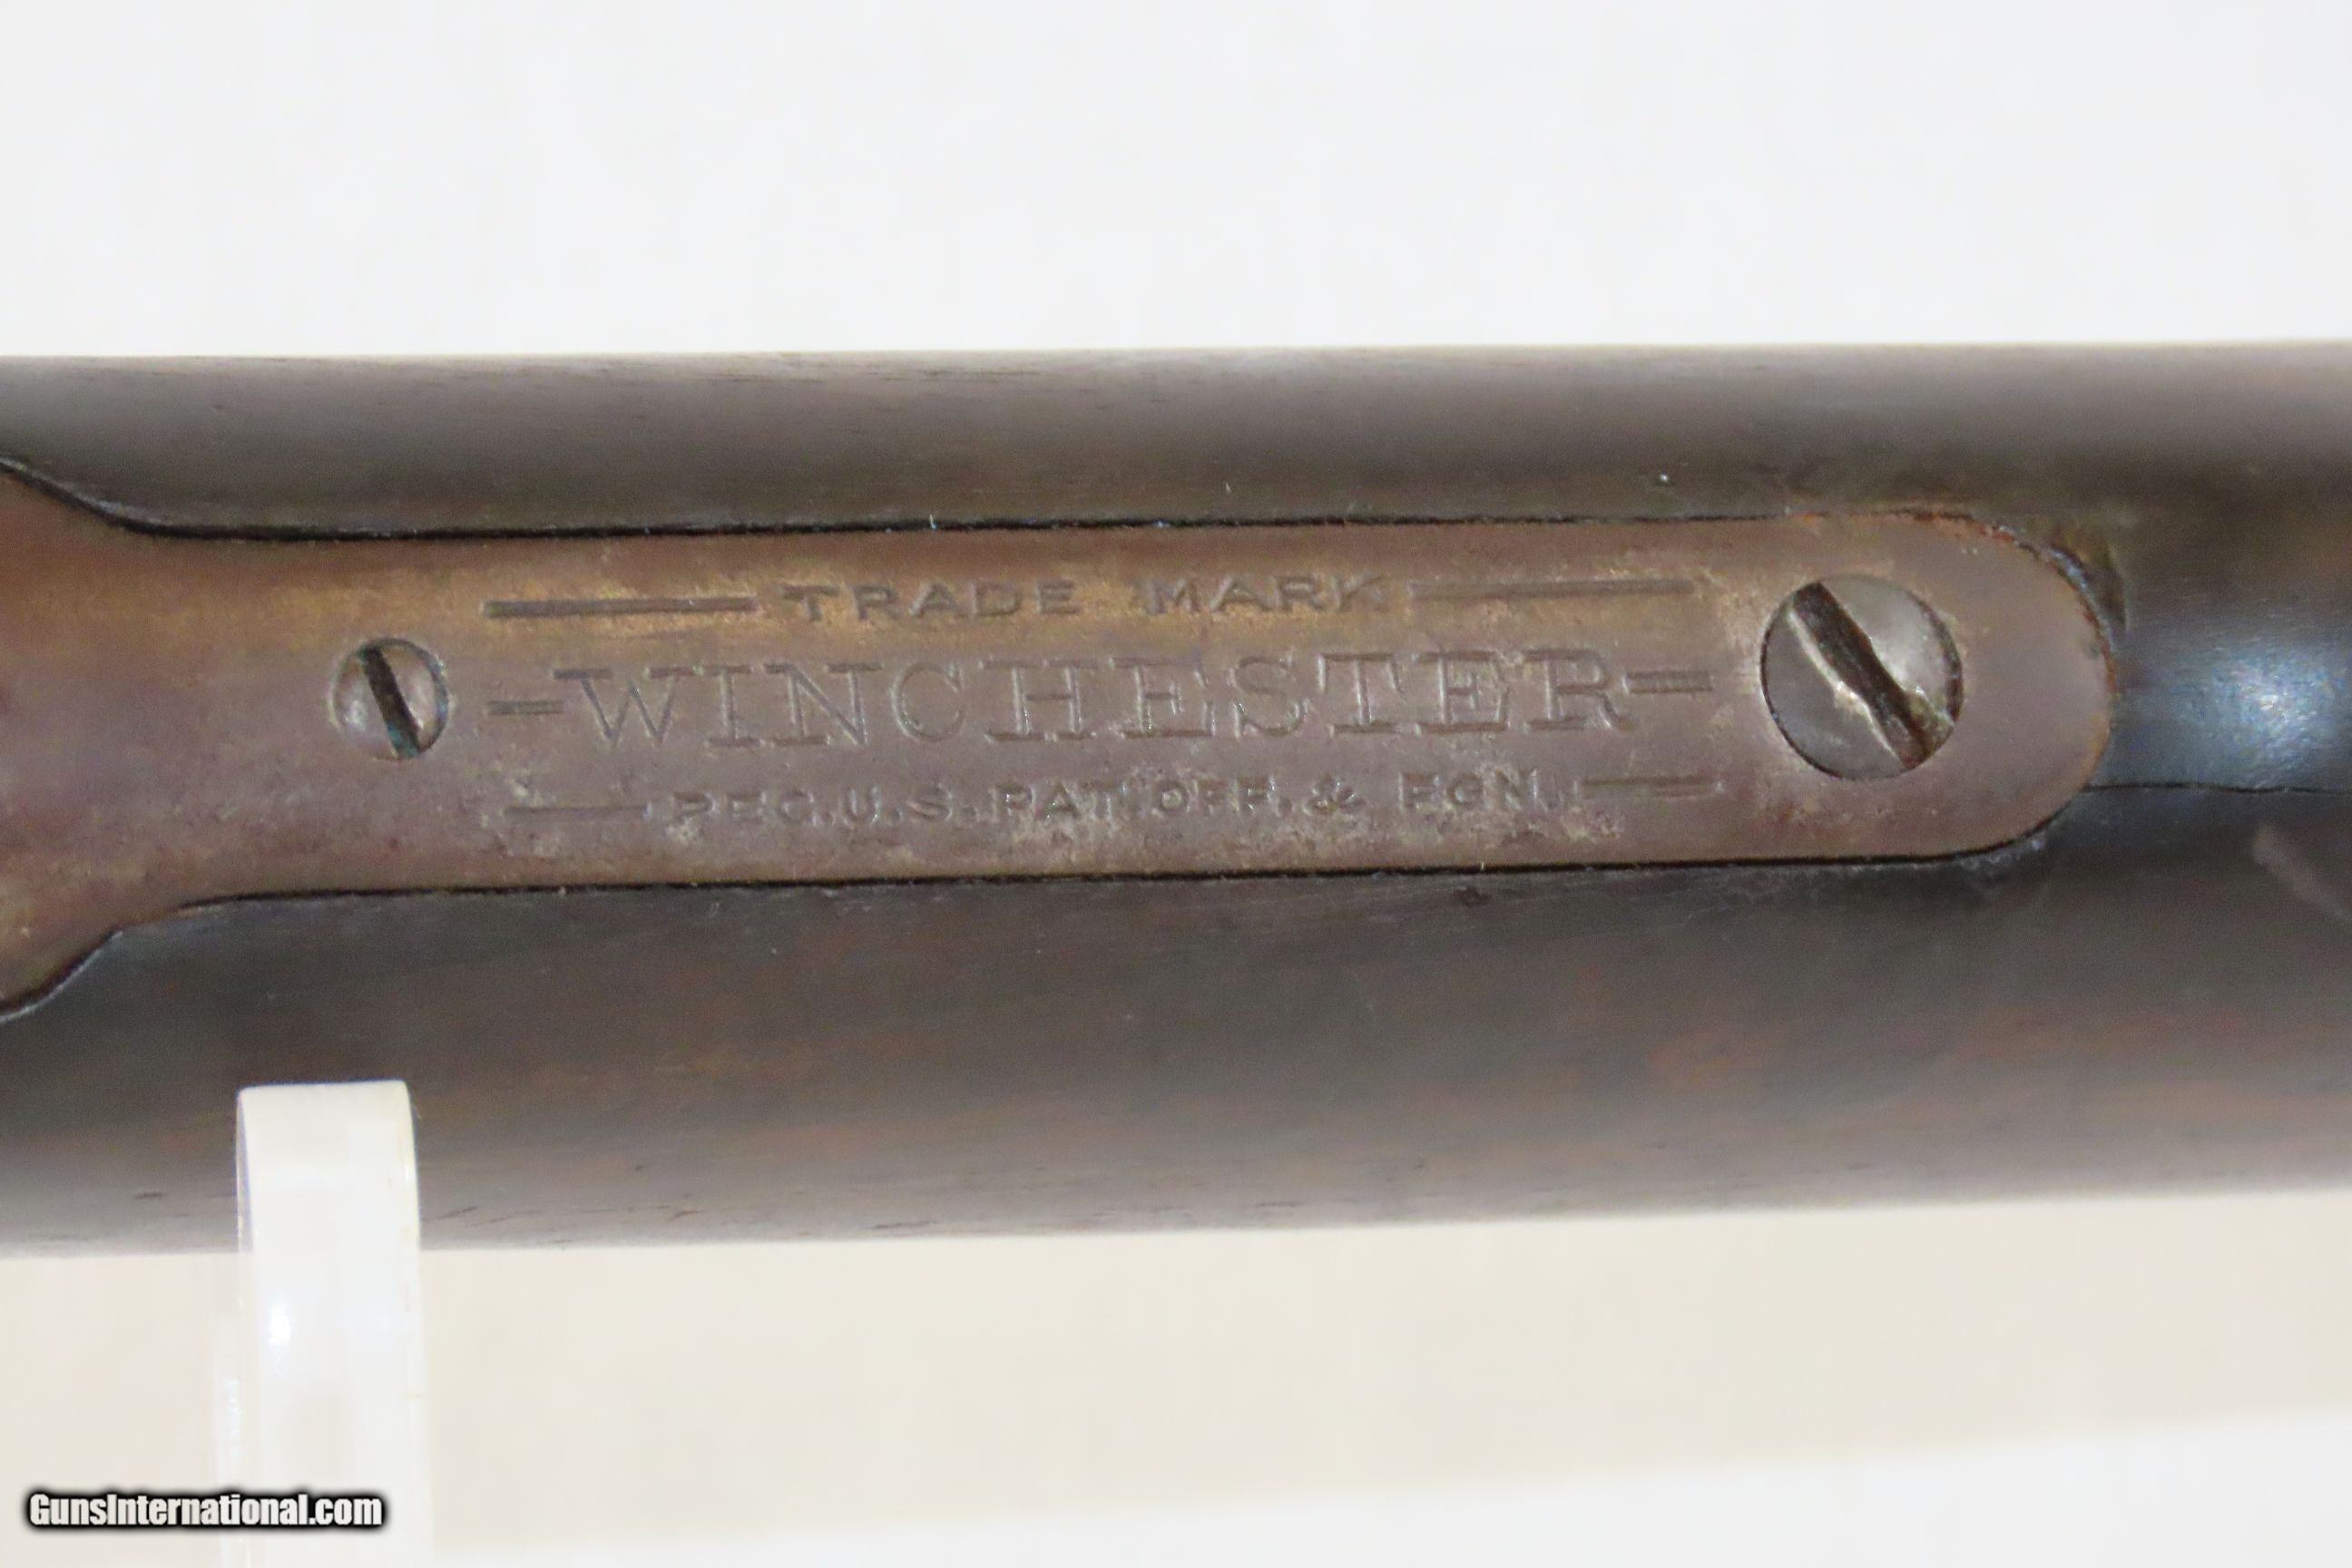 TRADE MARK
-WINCHESTER-
REG. U.S. PAT. OFF. & FGN.
GunsInternational.com